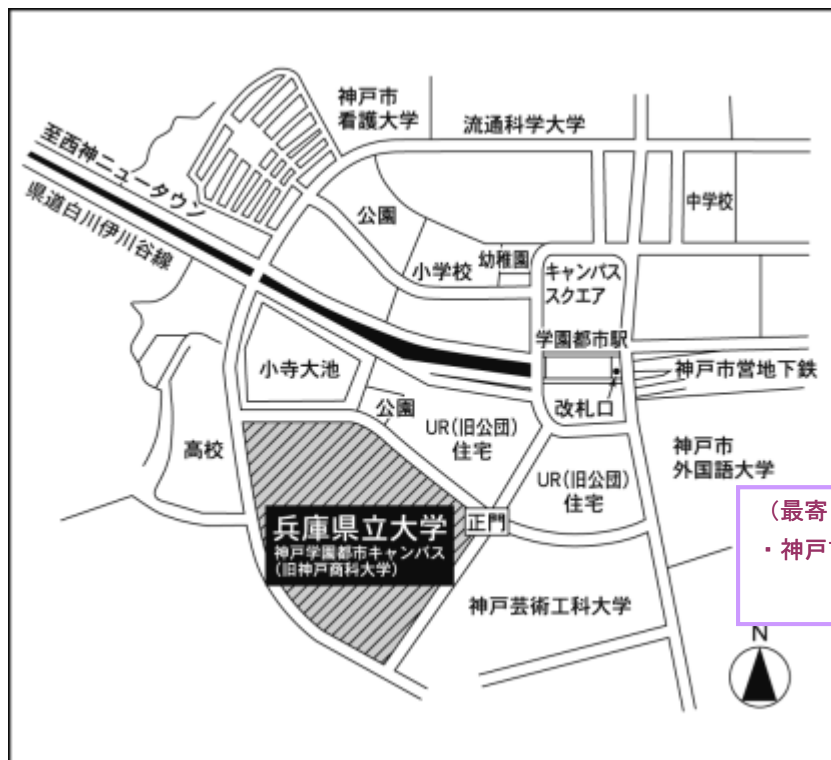 神戸市
看護大学
流通科学大学
至西神ニュータウン
県道白川伊川谷線
公園
中学校
小学校
幼稚園
キャンパス
スクエア
学園都市駅
神戸市営地下鉄
改札口
小寺大池
公園
UR(旧公団)
住宅
高校
神戸市
外国語大学
UR(旧公団)
住宅
正門
兵庫県立大学
神戸学園都市キャンパス
(旧神戸商科大学)
神戸芸術工科大学
(最寄
・神戸
N